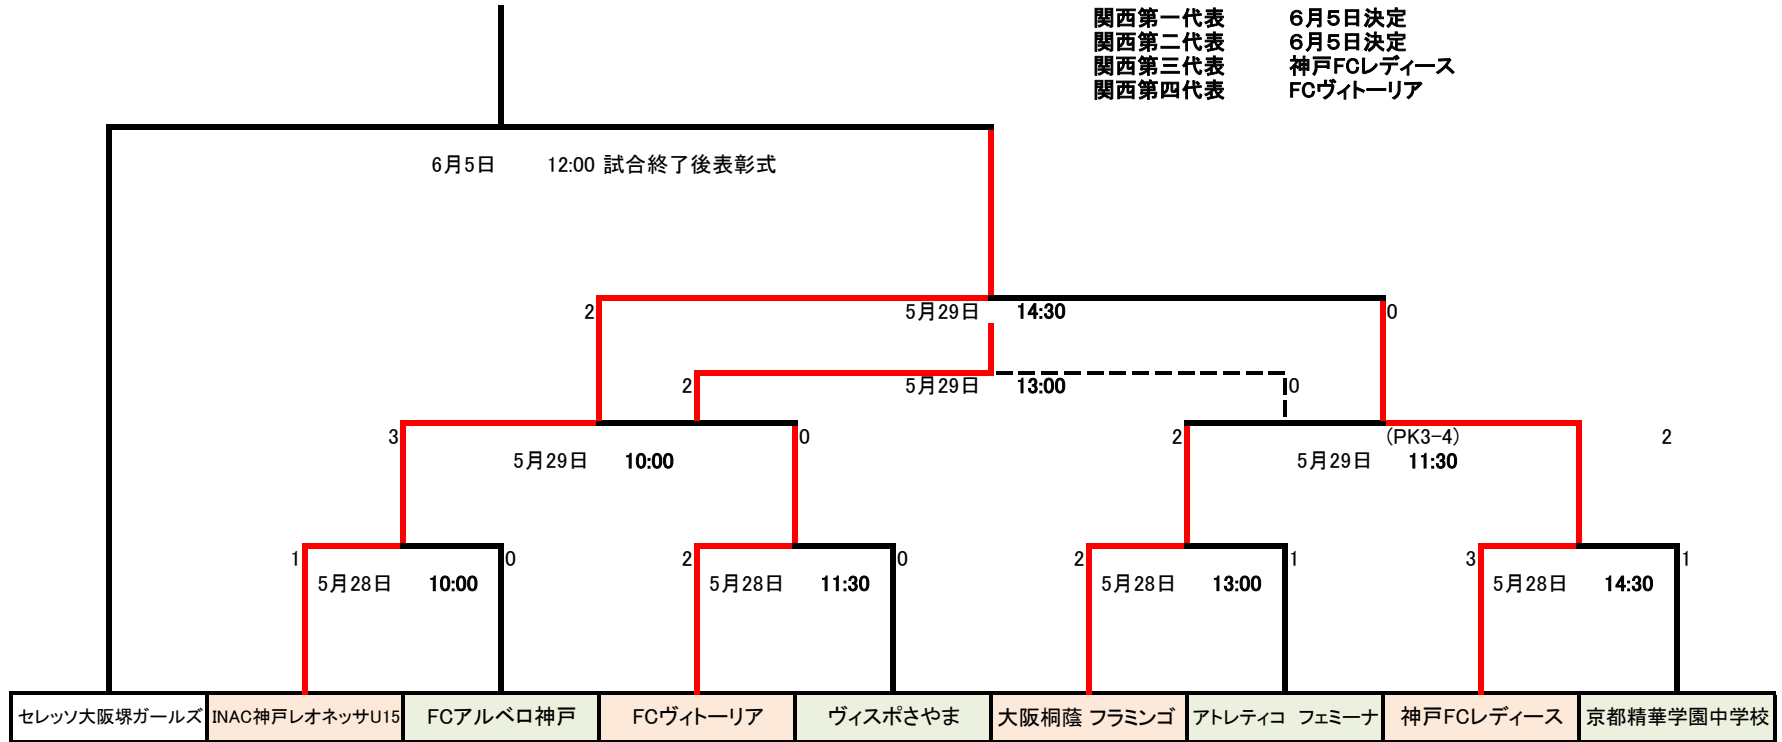 関西第一代表 6月5日決定
関西第二代表 6月5日決定
関西第三代表 神戸FCレディース
関西第四代表 FCヴィトーリア
6月5日 12:00 試合終了後表彰式
2 5月29日 14:30 0
2 5月29日 13:00 0
3 0 2 (PK3-4) 2
5月29日 10:00 5月29日 11:30
1 0 2 0 2 1 3 1
5月28日 10:00 5月28日 11:30 5月28日 13:00 5月28日 14:30
セレッソ大阪堺ガールズ INAC神戸レオネッサU15 FCアルベロ神戸 FCヴィトーリア ヴィスポさやま 大阪桐蔭 フラミンゴ アトレティコ フェミーナ 神戸FCレディース 京都精華学園中学校